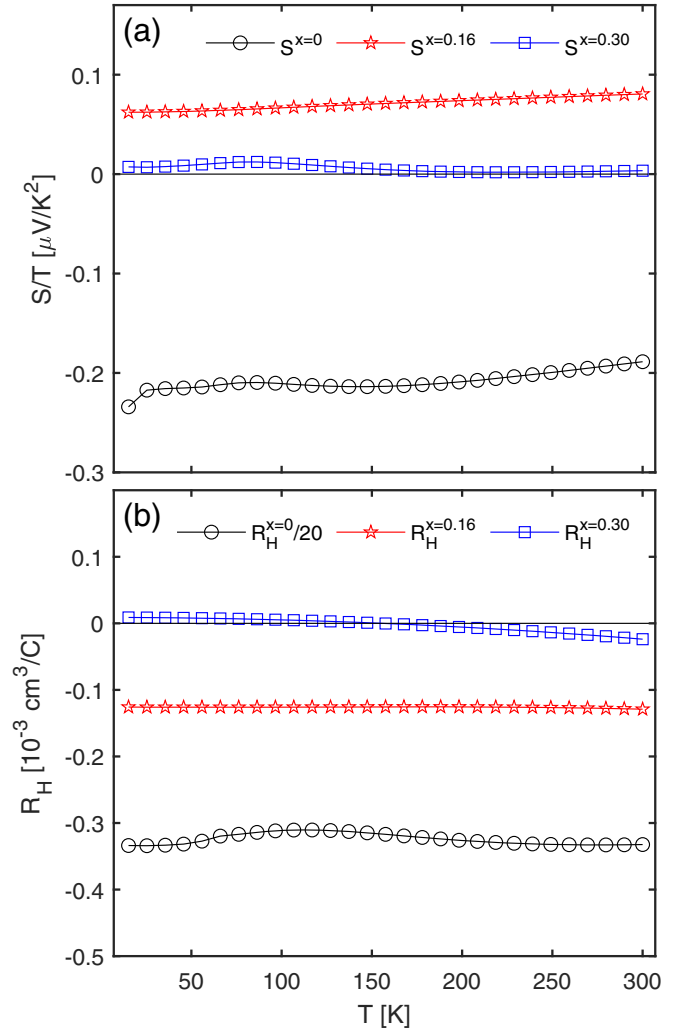 (a) S^x=0 S^x=0.16 S^x=0.30
0.1
0
-0.1
-0.2
-0.3
S/T [μV/K²]
(b) R_H^x=0/20 R_H^x=0.16 R_H^x=0.30
0.1
0
-0.1
-0.2
-0.3
-0.4
-0.5
R_H [10⁻³ cm³/C]
50 100 150 200 250 300
T [K]